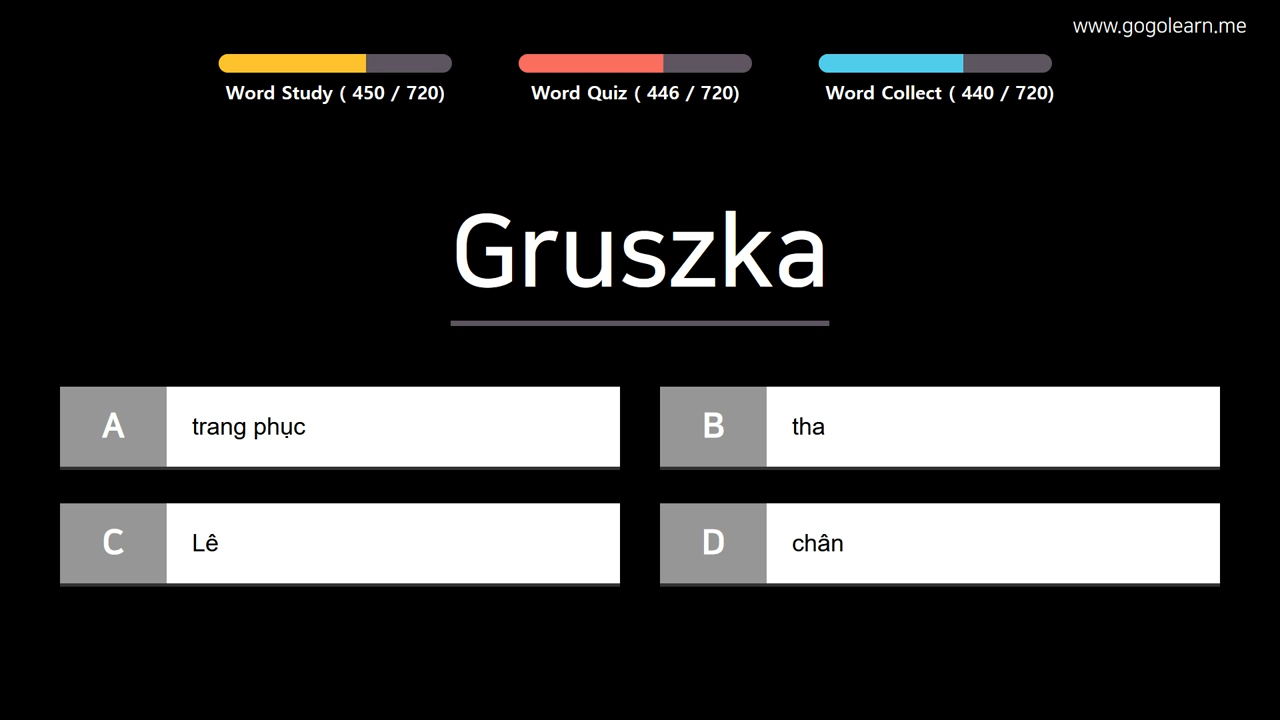 www.gogolearn.me
Word Study ( 450 / 720)
Word Quiz ( 446 / 720)
Word Collect ( 440 / 720)
Gruszka
A
trang phục
B
tha
C
Lê
D
chân